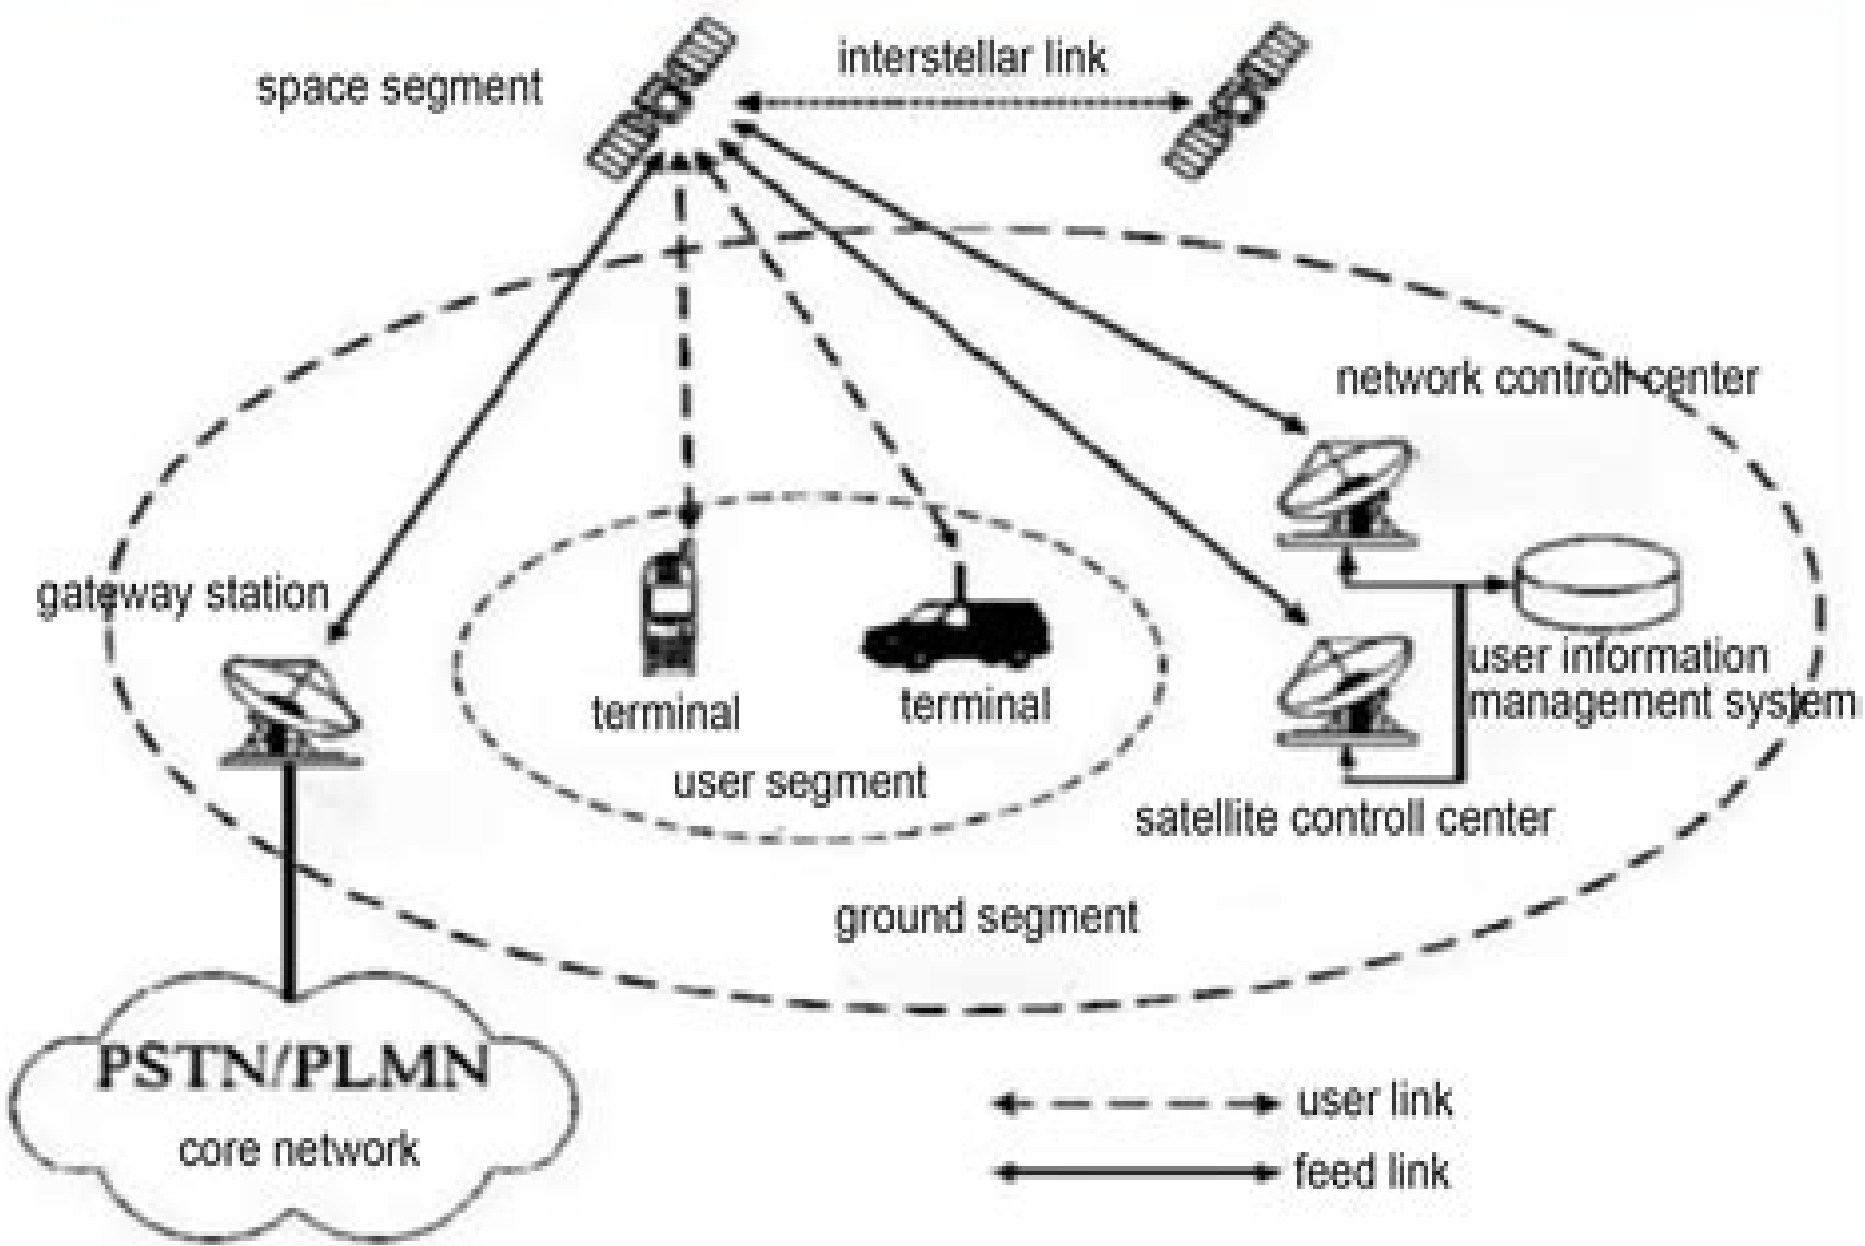 interstellar link
space segment
network controll center
gateway station
user information
management system
terminal
terminal
user segment
satellite controll center
ground segment
PSTN/PLMN
core network
user link
feed link